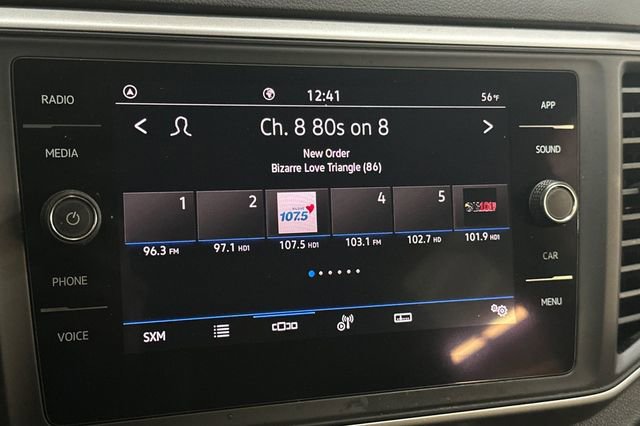 RADIO
MEDIA
PHONE
VOICE
12:41
56°F
Ch. 8 80s on 8
New Order
Bizarre Love Triangle (86)
1 2 107.5 4 5
96.3 FM 97.1 HD1 107.5 HD1 103.1 FM 102.7 HD 101.9 HD1
SXM
APP
SOUND
CAR
MENU